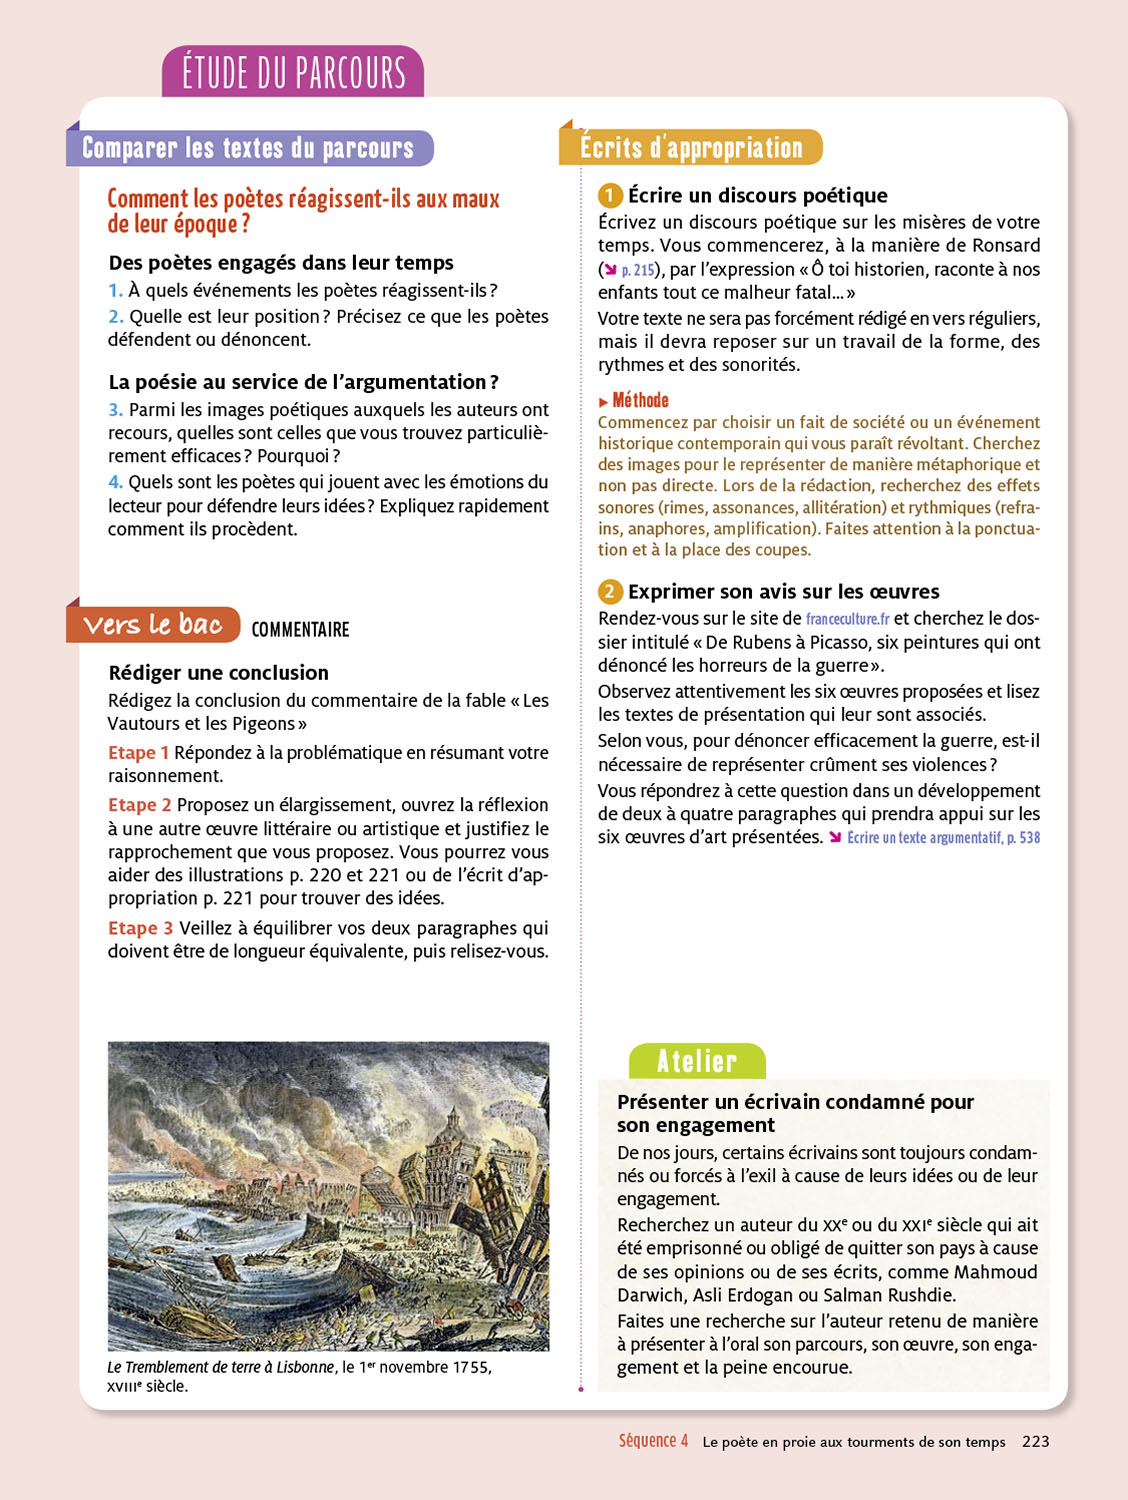 ÉTUDE DU PARCOURS
Comparer les textes du parcours
Comment les poètes réagissent-ils aux maux
de leur époque ?
Des poètes engagés dans leur temps
1. À quels événements les poètes réagissent-ils ?
2. Quelle est leur position ? Précisez ce que les poètes
défendent ou dénoncent.
La poésie au service de l'argumentation ?
3. Parmi les images poétiques auxquels les auteurs ont
recours, quelles sont celles que vous trouvez particuliè-
rement efficaces ? Pourquoi ?
4. Quels sont les poètes qui jouent avec les émotions du
lecteur pour défendre leurs idées ? Expliquez rapidement
comment ils procèdent.
Vers le bac COMMENTAIRE
Rédiger une conclusion
Rédigez la conclusion du commentaire de la fable « Les
Vautours et les Pigeons »
Etape 1 Répondez à la problématique en résumant votre
raisonnement.
Etape 2 Proposez un élargissement, ouvrez la réflexion
à une autre œuvre littéraire ou artistique et justifiez le
rapprochement que vous proposez. Vous pourrez vous
aider des illustrations p. 220 et 221 ou de l'écrit d'ap-
propriation p. 221 pour trouver des idées.
Etape 3 Veillez à équilibrer vos deux paragraphes qui
doivent être de longueur équivalente, puis relisez-vous.
Le Tremblement de terre à Lisbonne, le 1er novembre 1755,
XVIIIe siècle.
Écrits d'appropriation
1 Écrire un discours poétique
Écrivez un discours poétique sur les misères de votre
temps. Vous commencerez, à la manière de Ronsard
(↘ p. 215), par l'expression « Ô toi historien, raconte à nos
enfants tout ce malheur fatal... »
Votre texte ne sera pas forcément rédigé en vers réguliers,
mais il devra reposer sur un travail de la forme, des
rythmes et des sonorités.
► Méthode
Commencez par choisir un fait de société ou un événement
historique contemporain qui vous paraît révoltant. Cherchez
des images pour le représenter de manière métaphorique et
non pas directe. Lors de la rédaction, recherchez des effets
sonores (rimes, assonances, allitération) et rythmiques (refra-
ins, anaphores, amplification). Faites attention à la ponctua-
tion et à la place des coupes.
2 Exprimer son avis sur les œuvres
Rendez-vous sur le site de franceculture.fr et cherchez le dos-
sier intitulé « De Rubens à Picasso, six peintures qui ont
dénoncé les horreurs de la guerre ».
Observez attentivement les six œuvres proposées et lisez
les textes de présentation qui leur sont associés.
Selon vous, pour dénoncer efficacement la guerre, est-il
nécessaire de représenter crûment ses violences ?
Vous répondrez à cette question dans un développement
de deux à quatre paragraphes qui prendra appui sur les
six œuvres d'art présentées. ↘ Écrire un texte argumentatif, p. 538
Atelier
Présenter un écrivain condamné pour
son engagement
De nos jours, certains écrivains sont toujours condam-
nés ou forcés à l'exil à cause de leurs idées ou de leur
engagement.
Recherchez un auteur du XXe ou du XXIe siècle qui ait
été emprisonné ou obligé de quitter son pays à cause
de ses opinions ou de ses écrits, comme Mahmoud
Darwich, Asli Erdogan ou Salman Rushdie.
Faites une recherche sur l'auteur retenu de manière
à présenter à l'oral son parcours, son œuvre, son enga-
gement et la peine encourue.
Séquence 4 Le poète en proie aux tourments de son temps 223